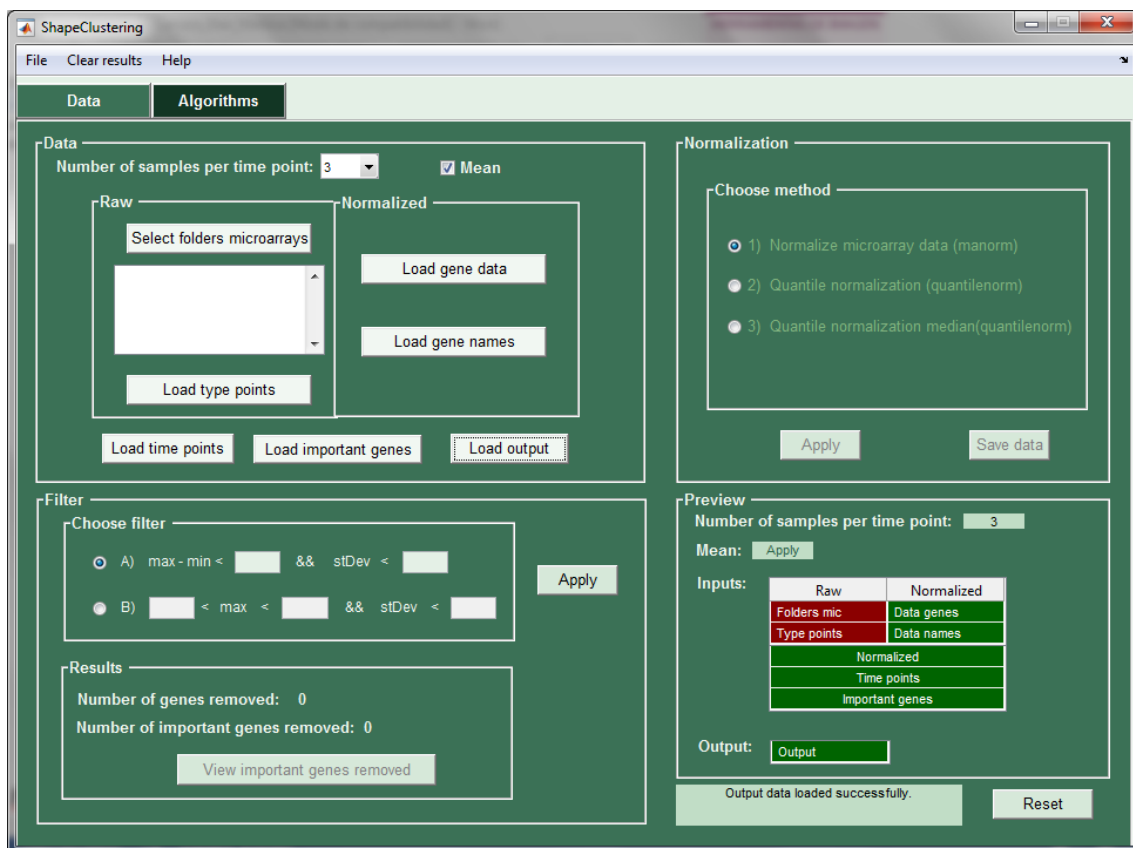 ShapeClustering
File Clear results Help
Data Algorithms
Data
Number of samples per time point: 3 Mean
Raw
Select folders microarrays
Load type points
Normalized
Load gene data
Load gene names
Load time points Load important genes Load output
Normalization
Choose method
1) Normalize microarray data (manorm)
2) Quantile normalization (quantilenorm)
3) Quantile normalization median(quantilenorm)
Apply Save data
Filter
Choose filter
A) max - min < && stDev <
B) < max < && stDev <
Apply
Results
Number of genes removed: 0
Number of important genes removed: 0
View important genes removed
Preview
Number of samples per time point: 3
Mean: Apply
Inputs:
Raw Normalized
Folders mic Data genes
Type points Data names
Normalized
Time points
Important genes
Output: Output
Output data loaded successfully.
Reset